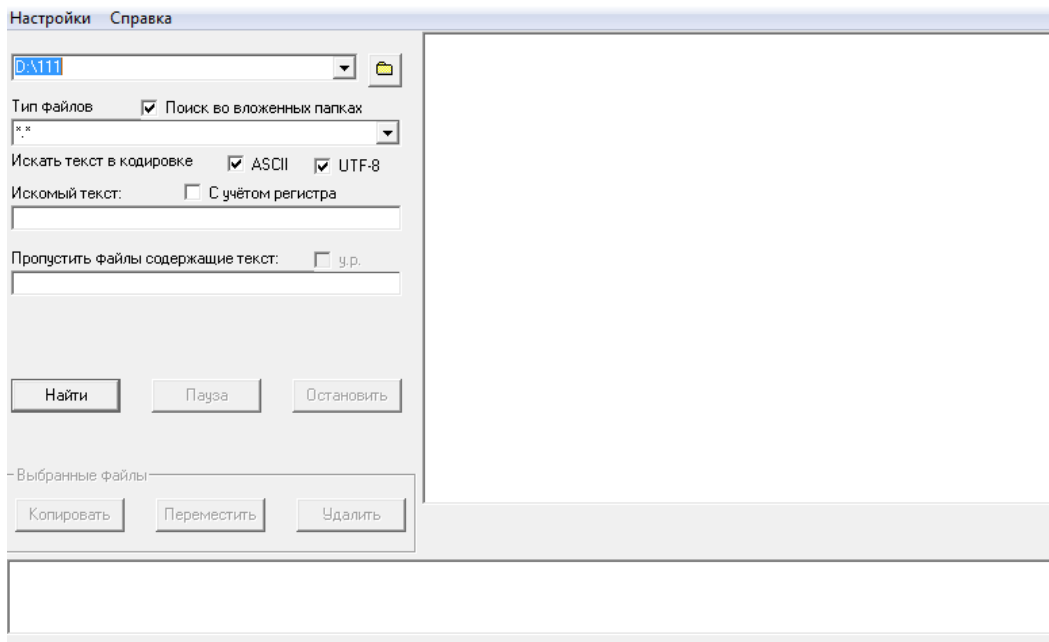 Настройки Справка
D:\111
Тип файлов Поиск во вложенных папках
*.*
Искать текст в кодировке ASCII UTF-8
Искомый текст: С учётом регистра
Пропустить файлы содержащие текст: у.р.
Найти Пауза Остановить
Выбранные файлы
Копировать Переместить Удалить